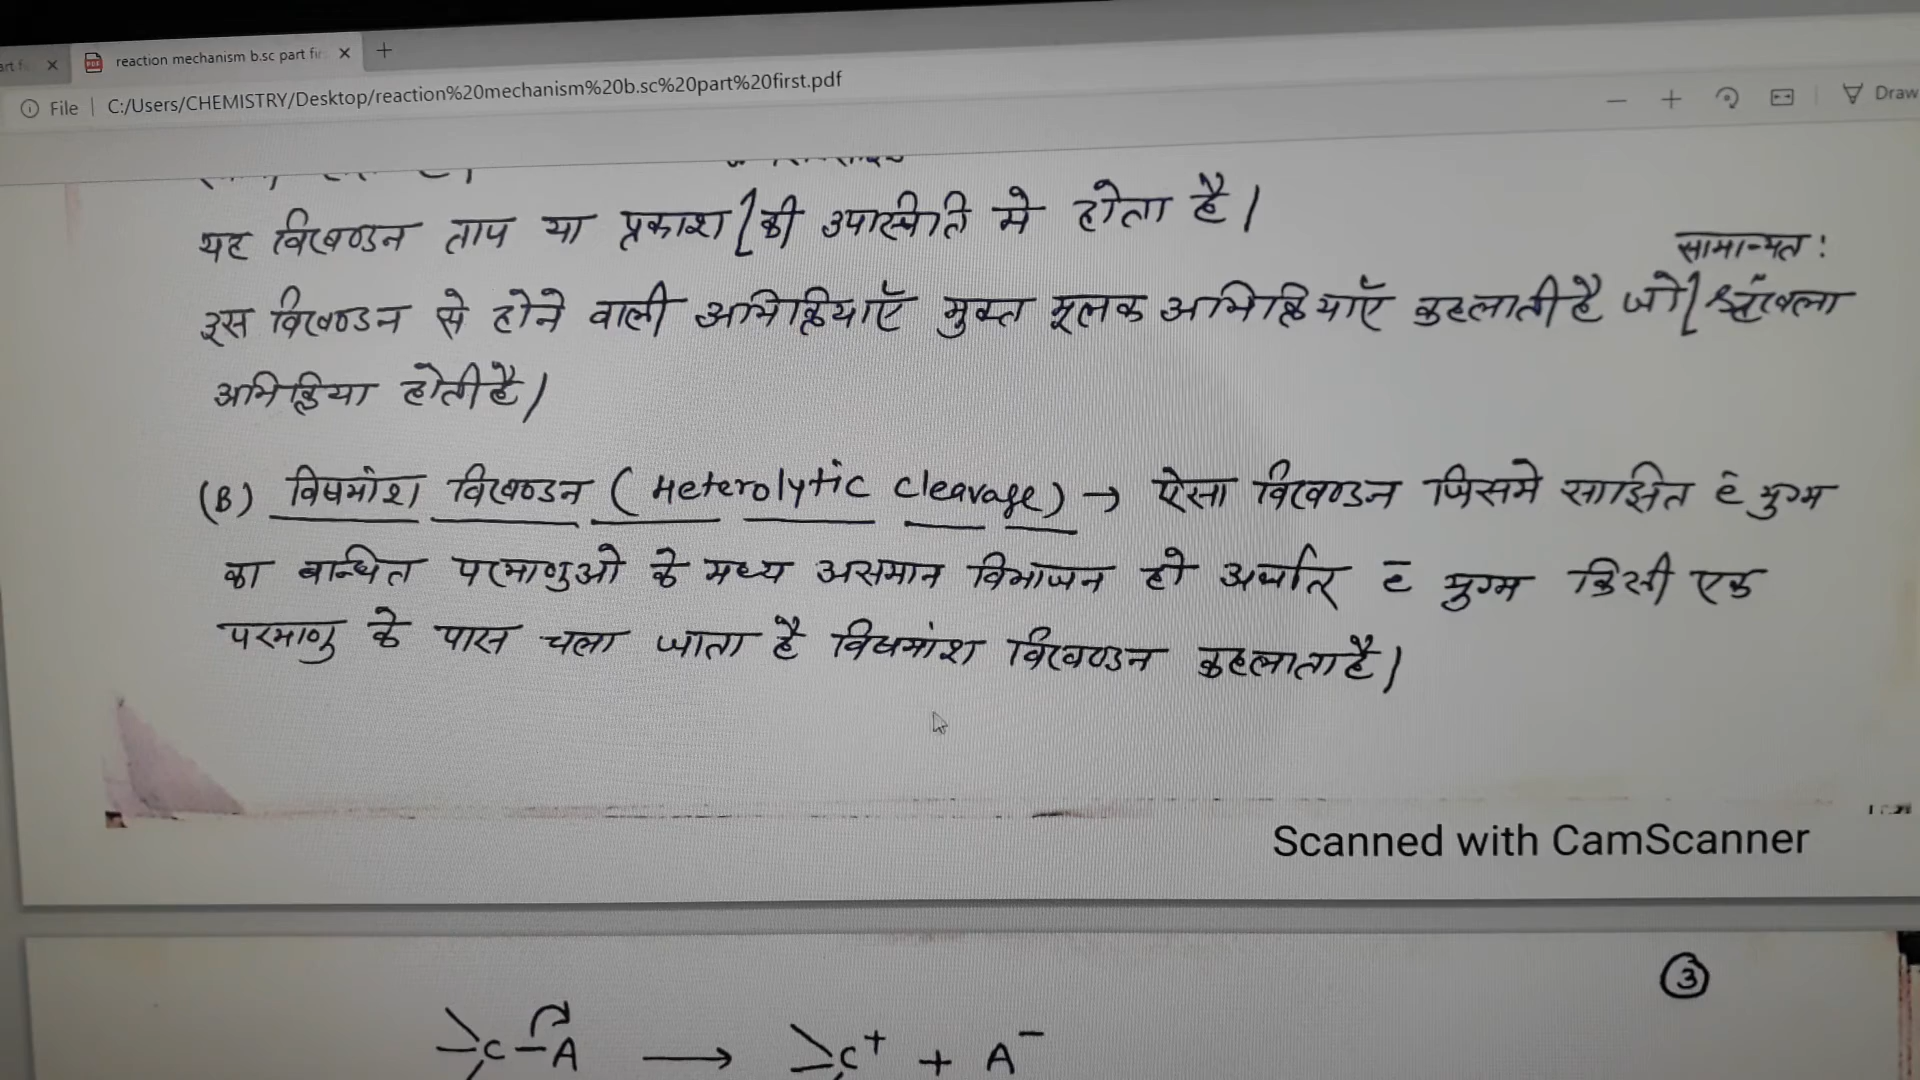 reaction mechanism b.sc part fir
File | C:/Users/CHEMISTRY/Desktop/reaction%20mechanism%20b.sc%20part%20first.pdf
Draw
यह विखण्डन ताप या प्रकाश की उपास्थिति मे होता है।
सामान्यत:
इस विखण्डन से होने वाली अभिक्रियाएँ मुक्त मूलक अभिक्रियाएँ कहलाती है जो श्रृंखला
अभिक्रिया होती है।
(B) विषमांश विखण्डन (Heterolytic cleavage) → ऐसा विखण्डन जिसमे साझित ē युग्म
का बान्धित परमाणुओ के मध्य असमान विभाजन हो अर्थात ē युग्म किसी एक
परमाणु के पास चला जाता है विषमांश विखण्डन कहलाता है।
Scanned with CamScanner
3
C-A → C+ + A-